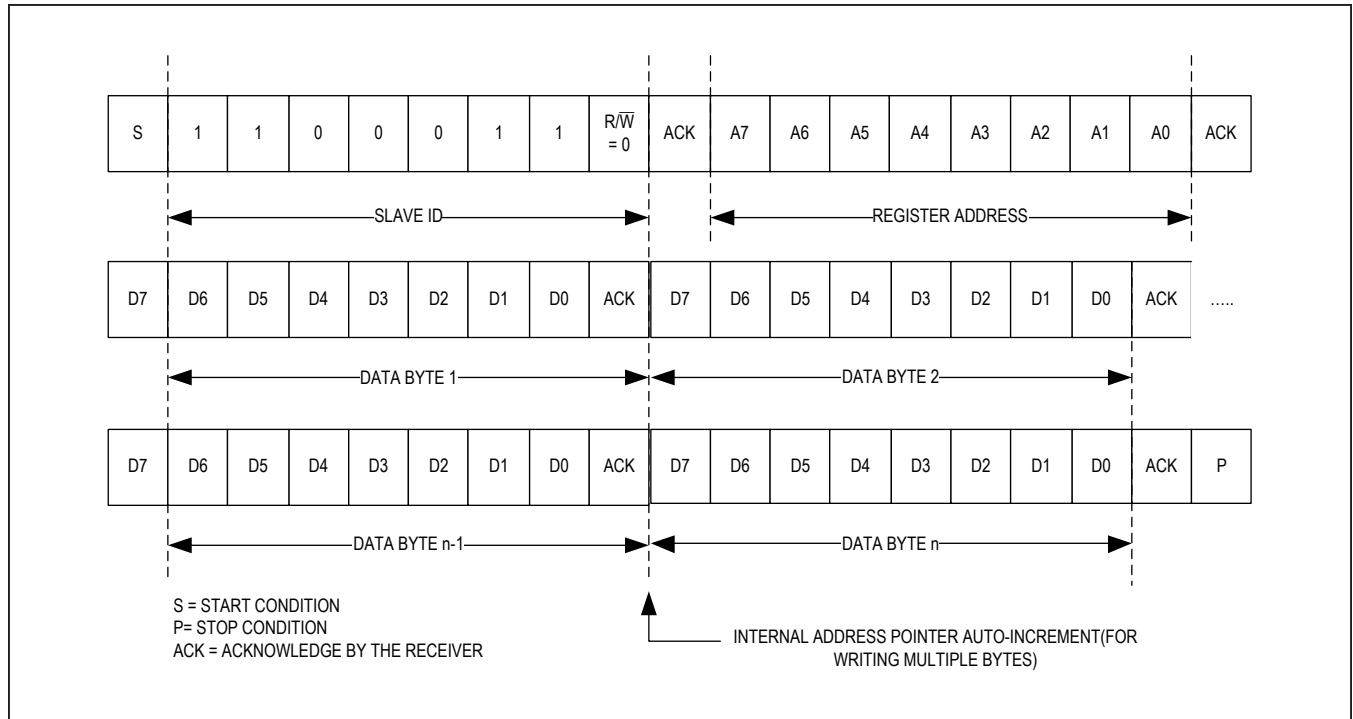 S 1 1 0 0 0 1 1 R/W̅ = 0 ACK A7 A6 A5 A4 A3 A2 A1 A0 ACK
SLAVE ID REGISTER ADDRESS
D7 D6 D5 D4 D3 D2 D1 D0 ACK D7 D6 D5 D4 D3 D2 D1 D0 ACK .....
DATA BYTE 1 DATA BYTE 2
D7 D6 D5 D4 D3 D2 D1 D0 ACK D7 D6 D5 D4 D3 D2 D1 D0 ACK P
DATA BYTE n-1 DATA BYTE n
S = START CONDITION
P= STOP CONDITION
ACK = ACKNOWLEDGE BY THE RECEIVER
INTERNAL ADDRESS POINTER AUTO-INCREMENT(FOR
WRITING MULTIPLE BYTES)